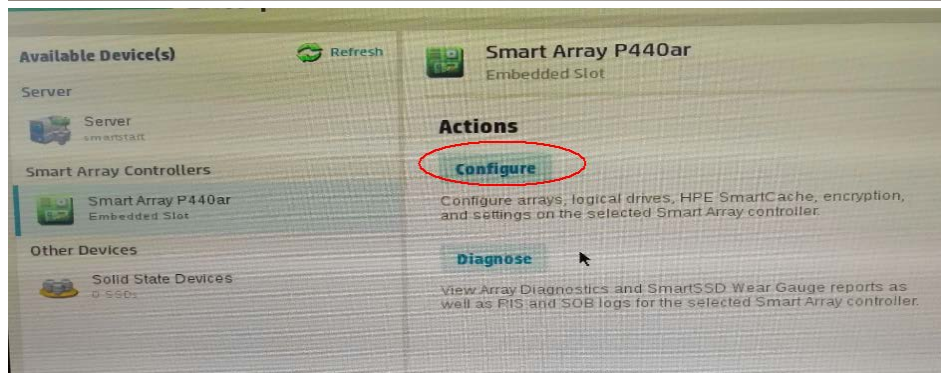 Available Device(s)
Refresh
Server
Server
smartstart
Smart Array Controllers
Smart Array P440ar
Embedded Slot
Other Devices
Solid State Devices
0 SSDs
Smart Array P440ar
Embedded Slot
Actions
Configure
Configure arrays, logical drives, HPE SmartCache, encryption,
and settings on the selected Smart Array controller.
Diagnose
View Array Diagnostics and SmartSSD Wear Gauge reports as
well as RIS and SOB logs for the selected Smart Array controller.